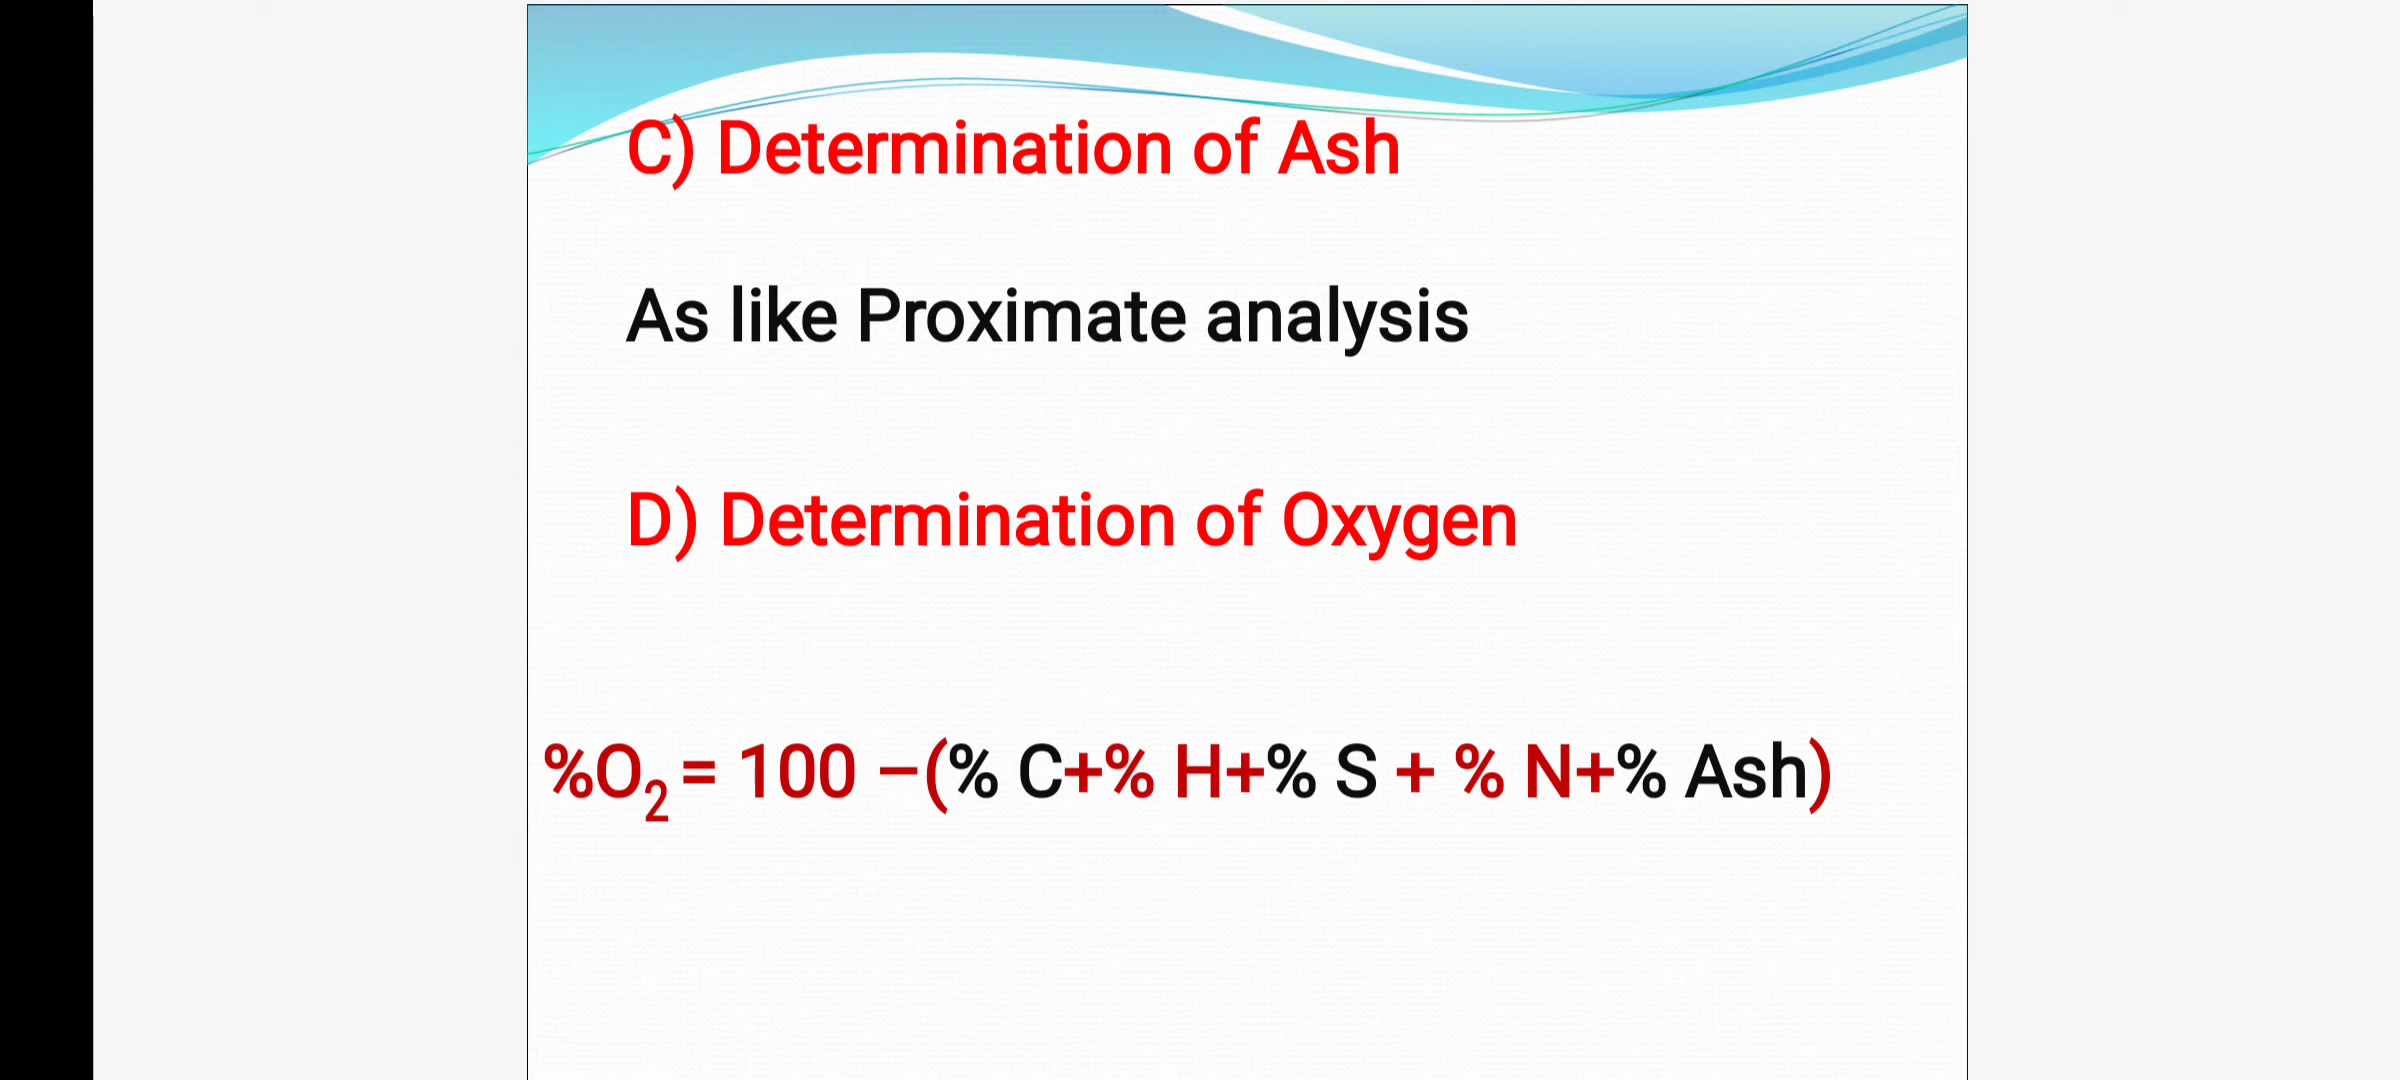 C) Determination of Ash
As like Proximate analysis
D) Determination of Oxygen
%O₂ = 100 –(% C+% H+% S + % N+% Ash)